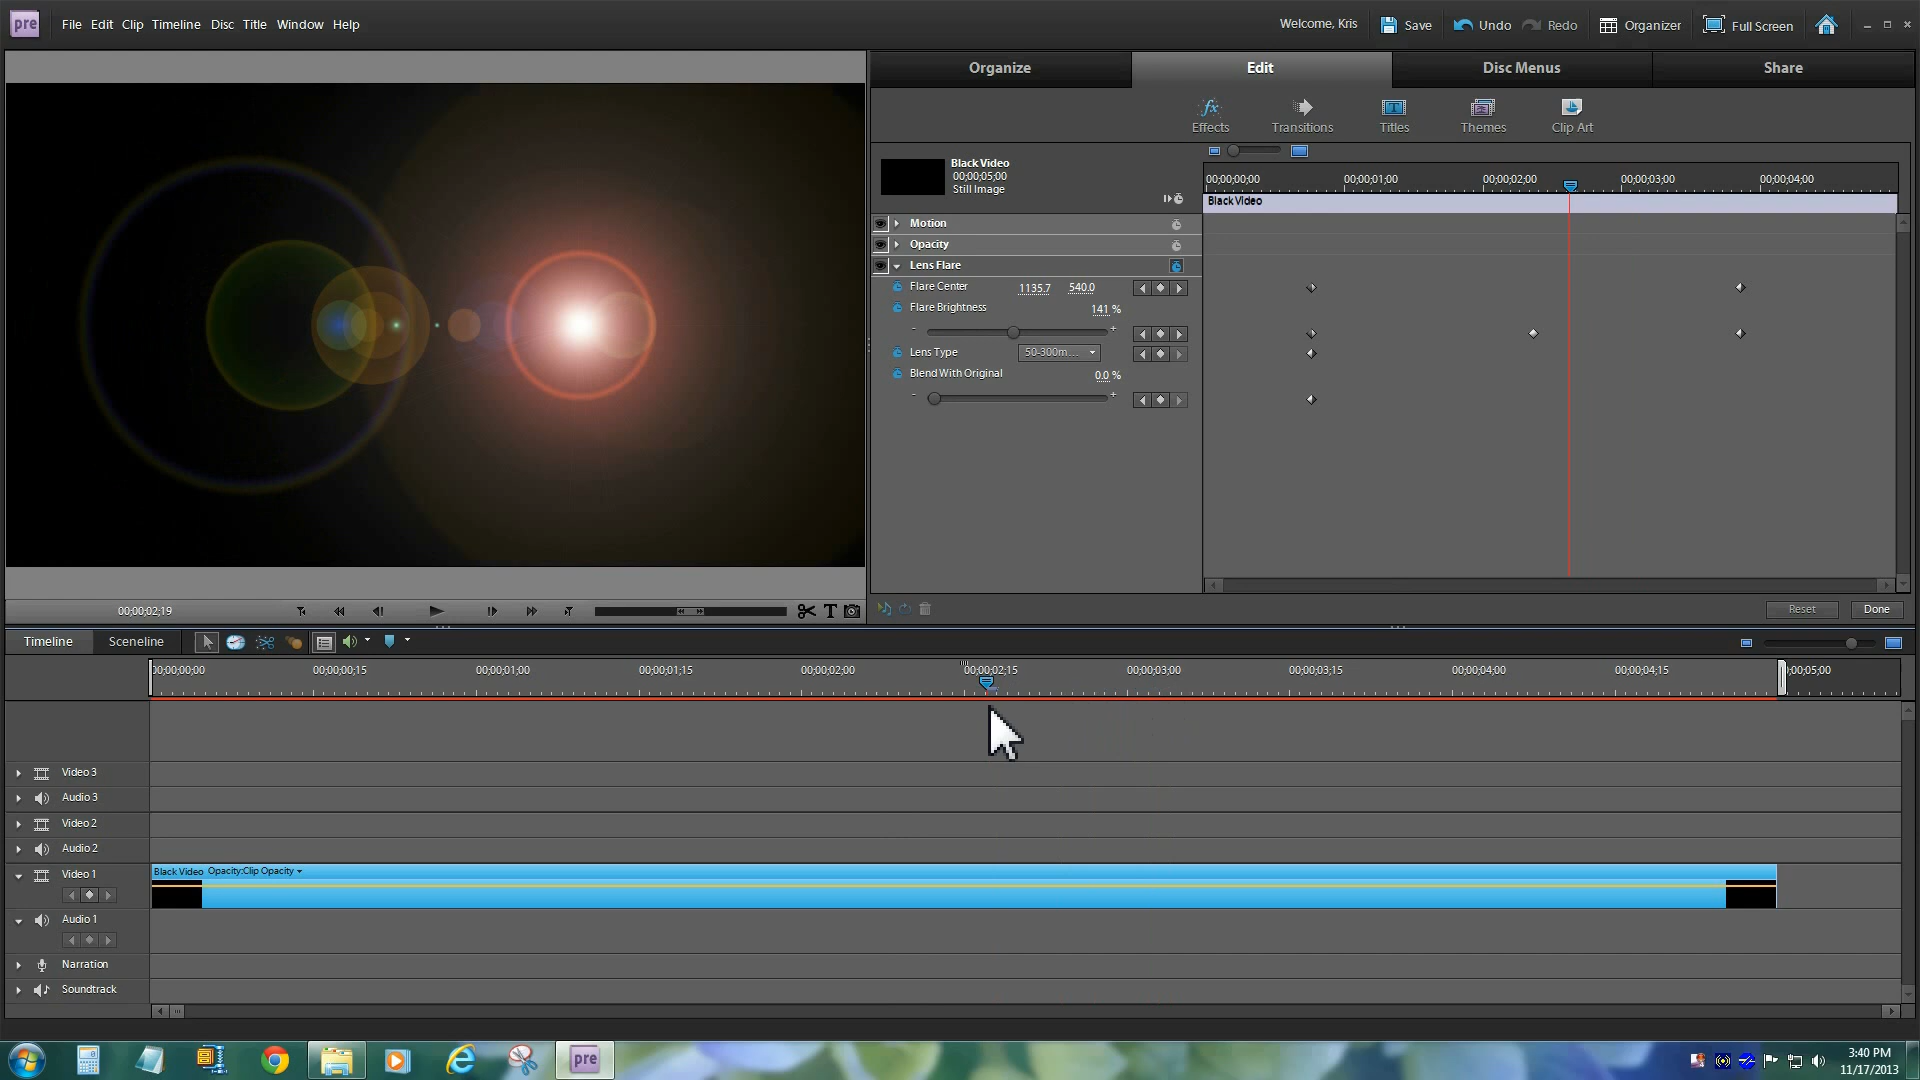 pre File Edit Clip Timeline Disc Title Window Help Welcome, Kris Save Undo Redo Organizer Full Screen
Organize Edit Disc Menus Share
Effects Transitions Titles Themes Clip Art
Black Video
00;00;05;00
Still Image
00;00;00;00 00;00;01;00 00;00;02;00 00;00;03;00 00;00;04;00
Black Video
Motion
Opacity
Lens Flare
Flare Center 1135.7 540.0
Flare Brightness 141 %
- +
Lens Type 50-300m...
Blend With Original 0.0 %
- +
00;00;02;19 T Reset Done
Timeline Sceneline
00;00;00;00 00;00;00;15 00;00;01;00 00;00;01;15 00;00;02;00 00;00;02;15 00;00;03;00 00;00;03;15 00;00;04;00 00;00;04;15 00;00;05;00
Video 3
Audio 3
Video 2
Audio 2
Video 1 Black Video Opacity:Clip Opacity
Audio 1
Narration
Soundtrack
pre
3:40 PM
11/17/2013